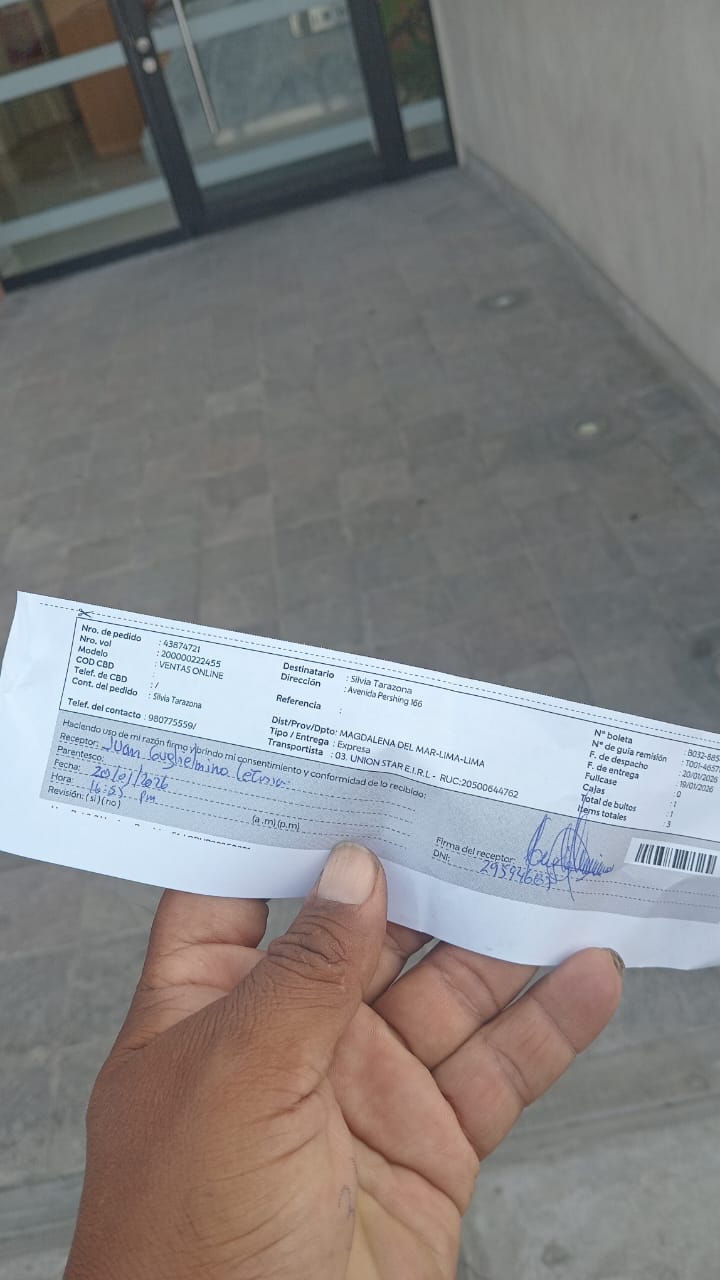 Nro. de pedido : 43874721
Nro. vol : 200000222455
Modelo : VENTAS ONLINE
COD CBD
Telef. de CBD : /
Cont. del pedido : Silvia Tarazona
Telef. del contacto : 980775559/
Destinatario : Silvia Tarazona
Dirección : Avenida Pershing 166
Referencia :
Dist/Prov/Dpto: MAGDALENA DEL MAR-LIMA-LIMA
Tipo / Entrega : Expresa
Transportista : 03. UNION STAR E.I.R.L - RUC:20500644762
N° boleta : B032-885
N° de guía remisión : T001-4657
F. de despacho : 20/01/2026
F. de entrega : 19/01/2026
Fullcase : 0
Cajas : 1
Total de bultos : 1
Items totales : 3
Haciendo uso de mi razón firmo y brindo mi consentimiento y conformidad de lo recibido:
Receptor: Juan Guglielmino
Parentesco:
Fecha: 20/01/2026
Hora: 16:53 pm (a.m) (p.m)
Revisión: (si) (no)
Firma del receptor:
DNI: